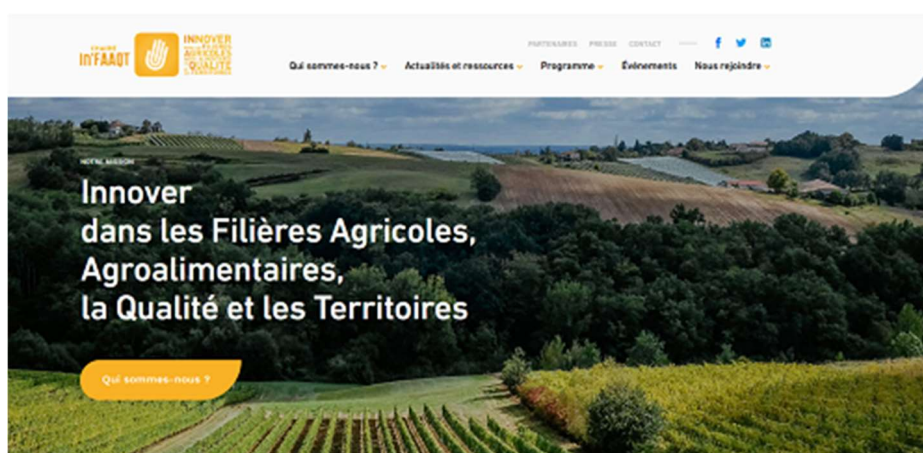 IN'FAAQT
INNOVER
QUALITÉ
PARTENAIRES PRESSE CONTACT
Qui sommes-nous ? Actualités et ressources Programme Événements Nous rejoindre
NOTRE MISSION
Innover
dans les Filières Agricoles,
Agroalimentaires,
la Qualité et les Territoires
Qui sommes-nous ?